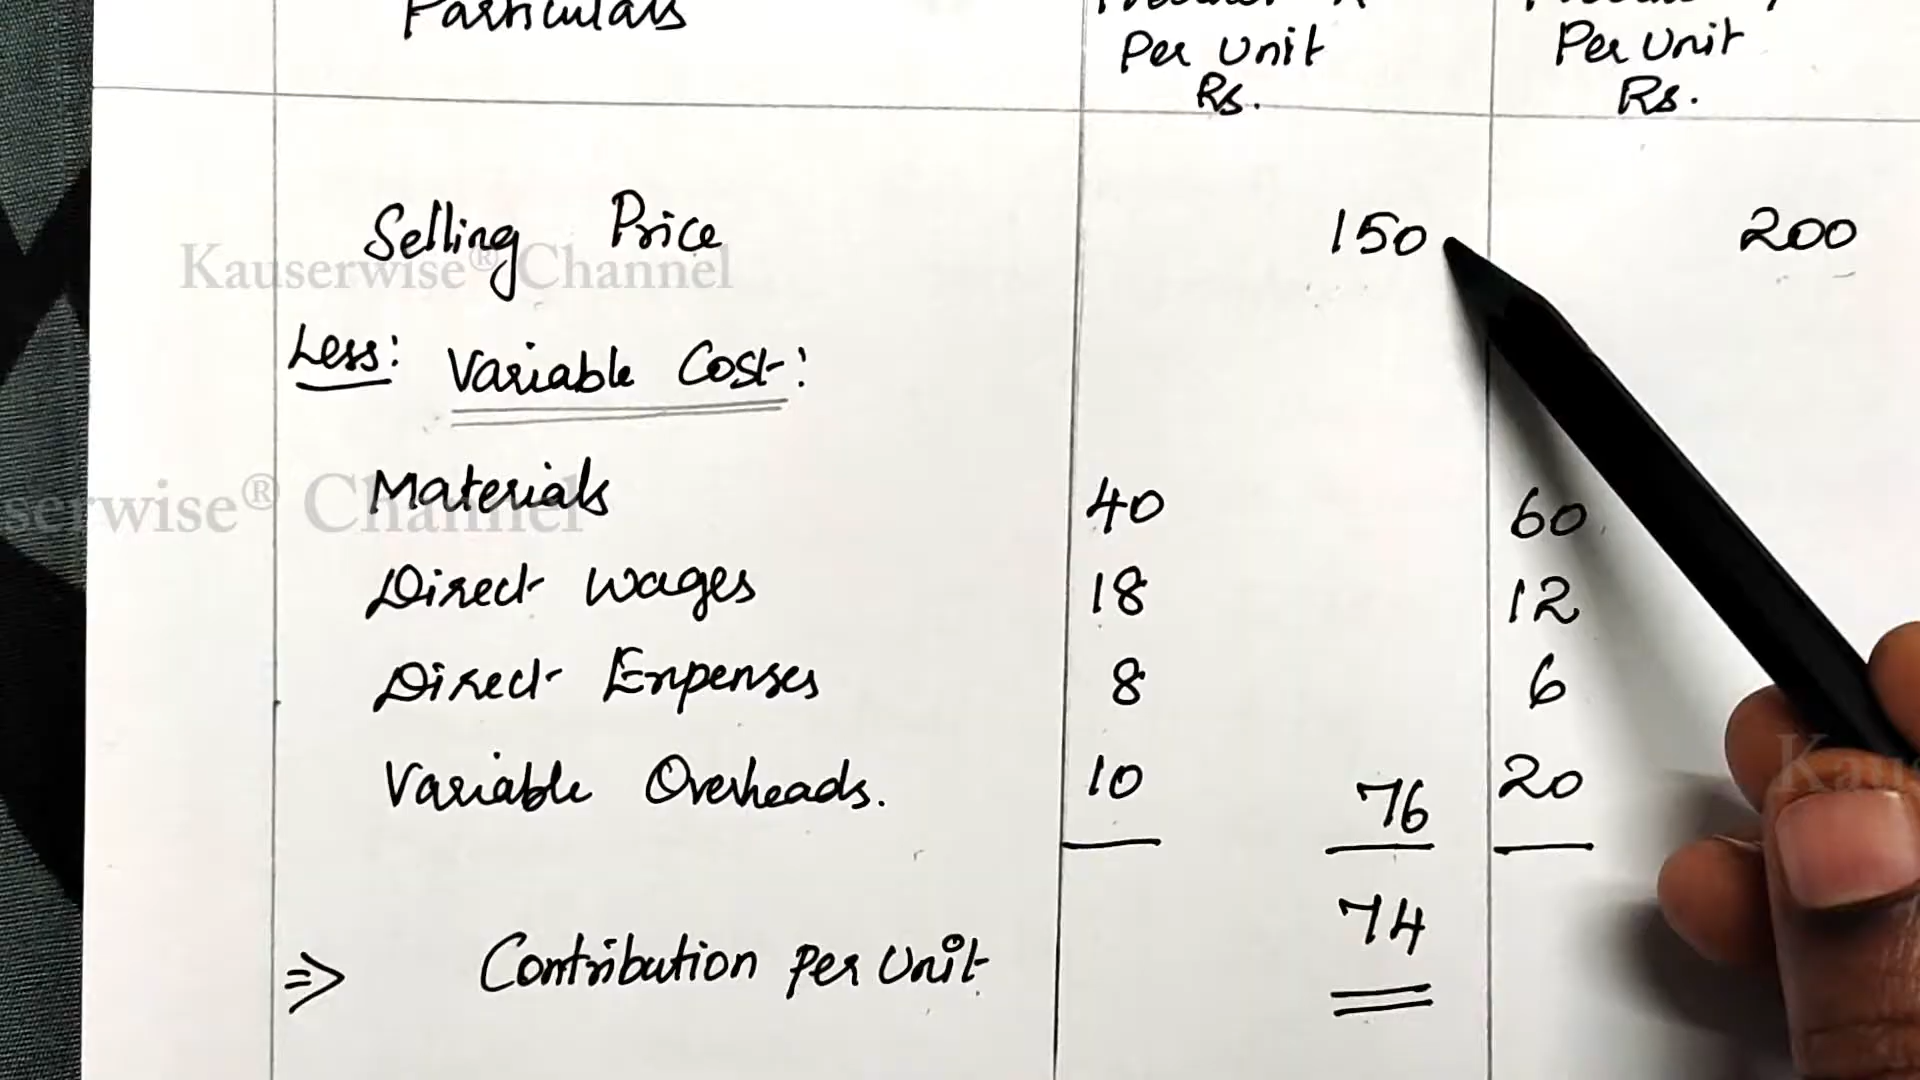 Particulars
Per Unit Per Unit
Rs. Rs.
Selling Price 150 200
Kauserwise® Channel
Less: Variable Cost:
Materials 40 60
serwise® Channel
Direct Wages 18 12
Direct Expenses 8 6
Variable Overheads. 10 76 20
74
⇒ Contribution Per Unit